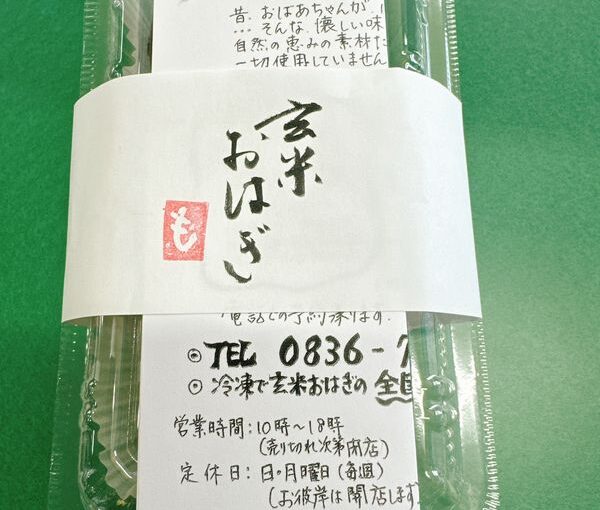 昔、おばあちゃんが
… そんな、懐しい味
自然の恵みの素材だ
一切使用していません
玄米
おはぎ
も
電話での予約承ります.
◎TEL 0836-7
○冷凍で玄米おはぎの全国
営業時間:10時〜18時
(売り切れ次第閉店)
定休日:日・月曜日(毎週)
(お彼岸は開店します